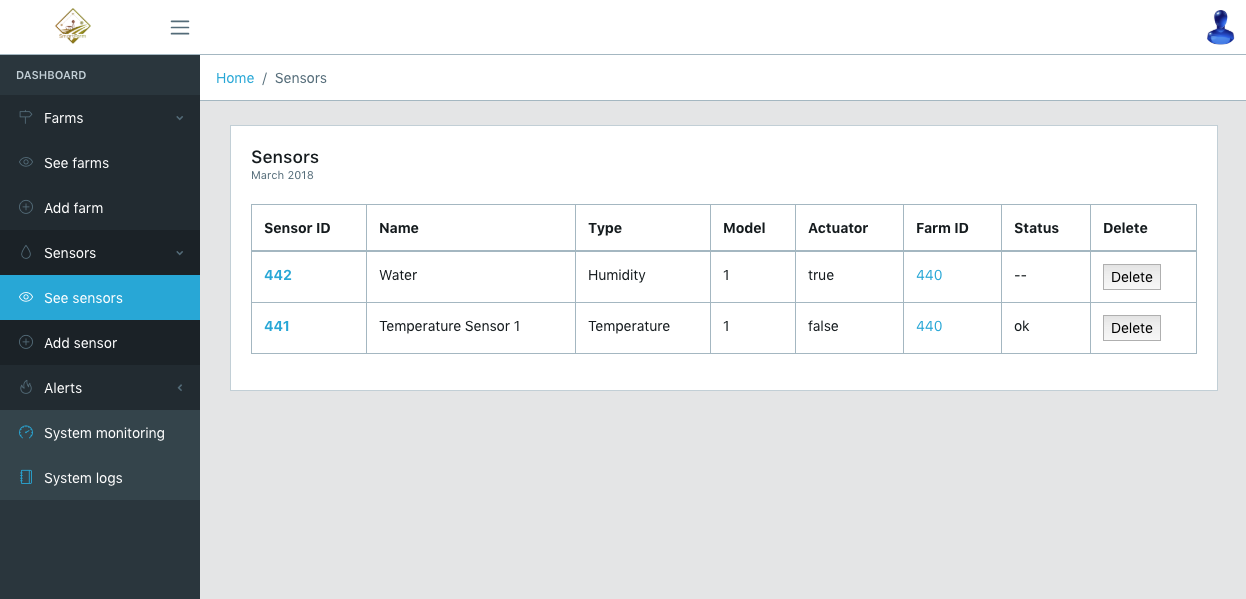 DASHBOARD
Farms
See farms
Add farm
Sensors
See sensors
Add sensor
Alerts
System monitoring
System logs
Home / Sensors
Sensors
March 2018
Sensor ID Name Type Model Actuator Farm ID Status Delete
442 Water Humidity 1 true 440 -- Delete
441 Temperature Sensor 1 Temperature 1 false 440 ok Delete